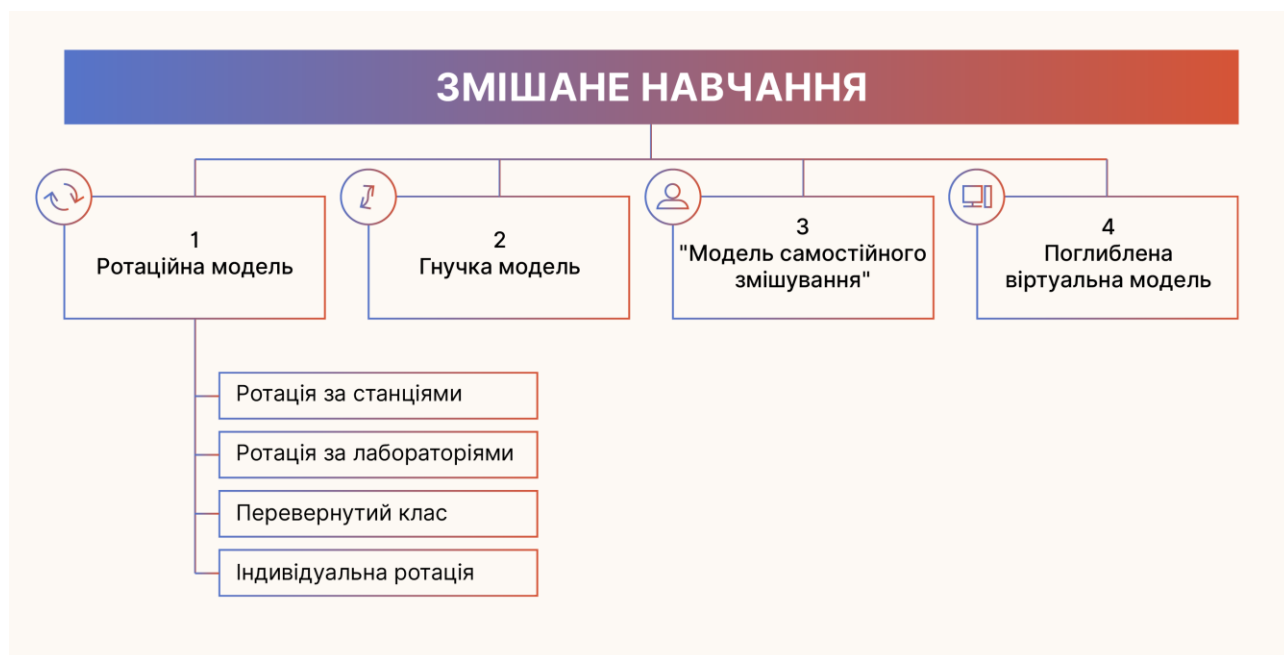 ЗМІШАНЕ НАВЧАННЯ
1
Ротаційна модель
2
Гнучка модель
3
"Модель самостійного
змішування"
4
Поглиблена
віртуальна модель
Ротація за станціями
Ротація за лабораторіями
Перевернутий клас
Індивідуальна ротація